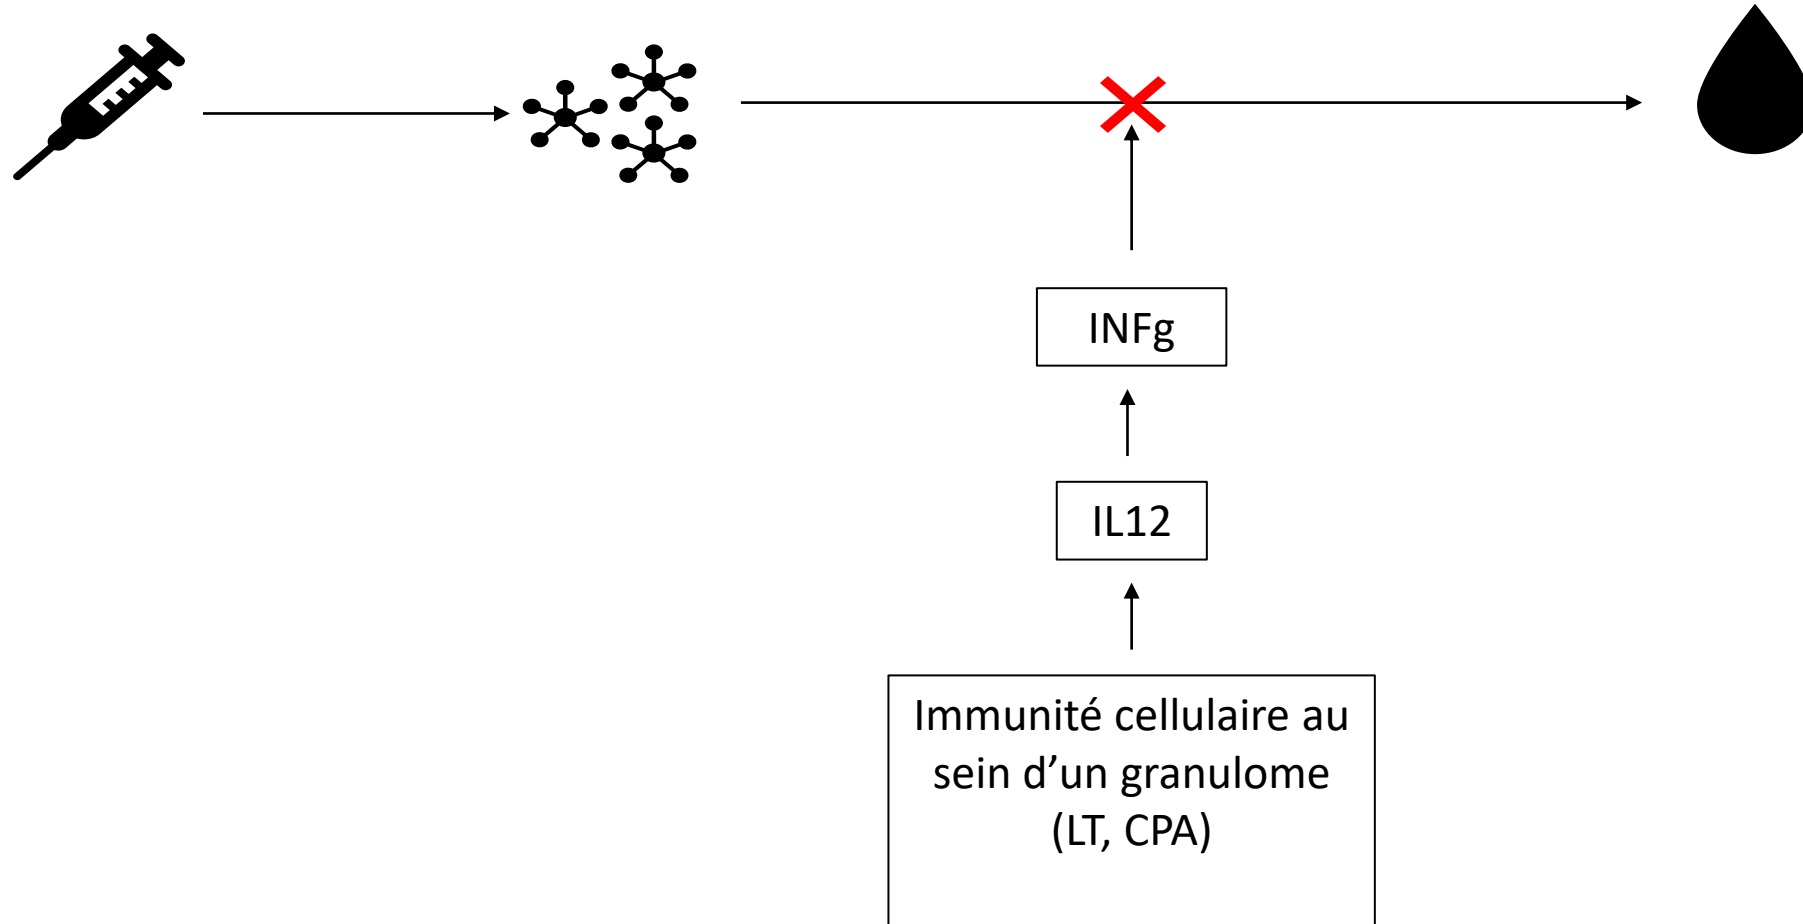 INFg
IL12
Immunité cellulaire au
sein d’un granulome
(LT, CPA)